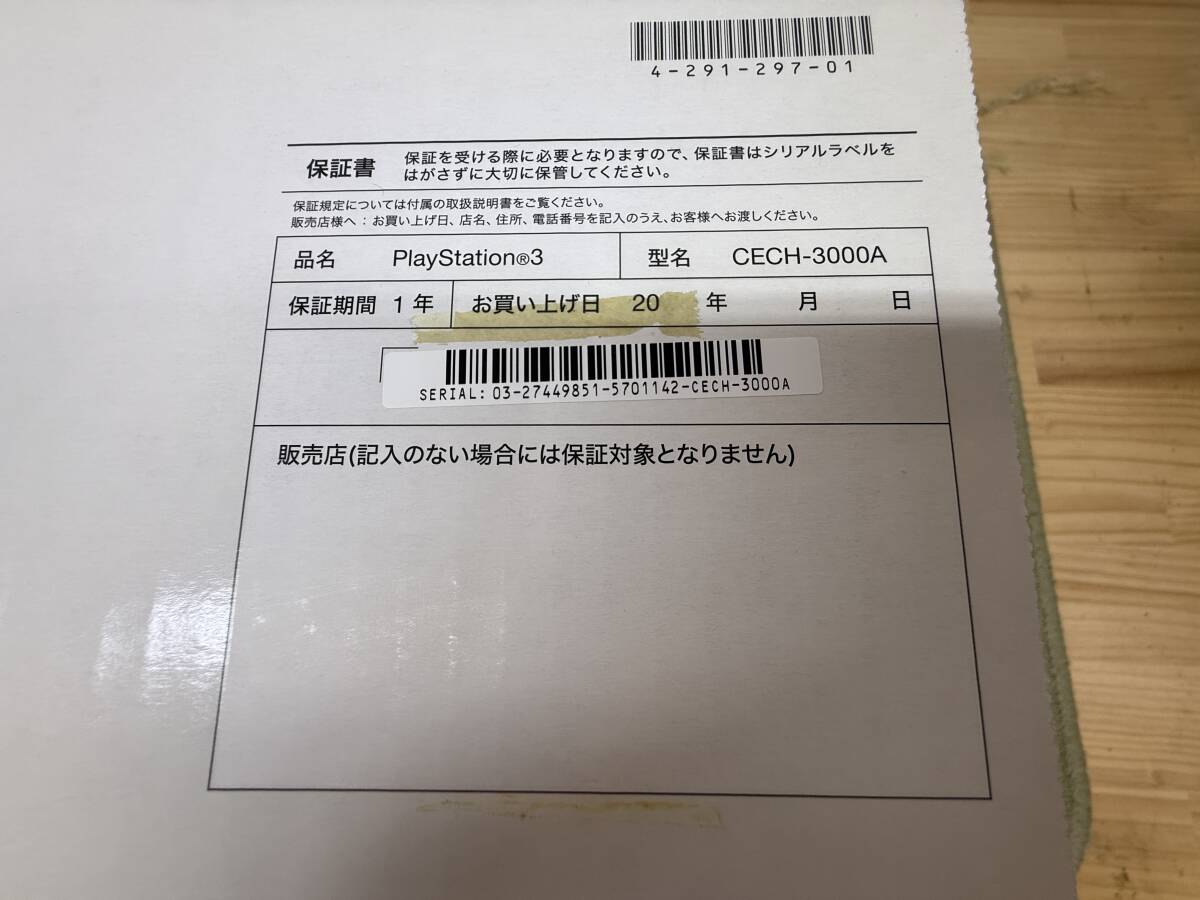 4-291-297-01
保証書 保証を受ける際に必要となりますので、保証書はシリアルラベルを
はがさずに大切に保管してください。
保証規定については付属の取扱説明書をご覧ください。
販売店様へ：お買い上げ日、店名、住所、電話番号を記入のうえ、お客様へお渡しください。
品名 PlayStation®3 型名 CECH-3000A
保証期間 1 年 お買い上げ日 20 年 月 日
SERIAL: 03-27449851-5701142-CECH-3000A
販売店(記入のない場合には保証対象となりません)